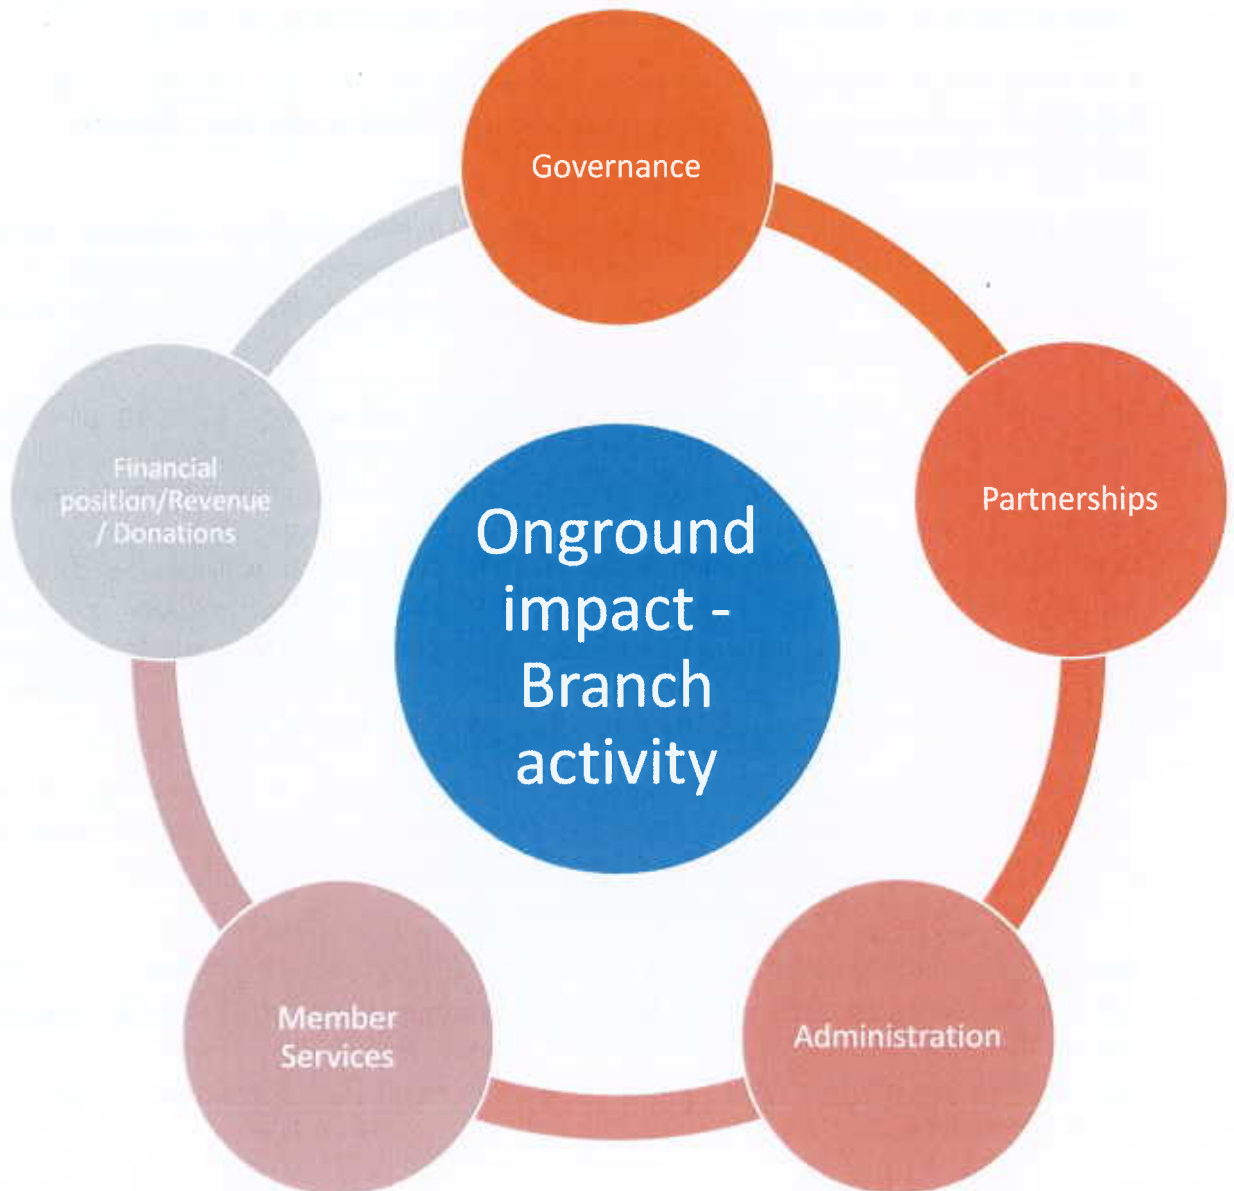 Governance
Partnerships
Financial
position/Revenue
/ Donations
Onground
impact -
Branch
activity
Member
Services
Administration